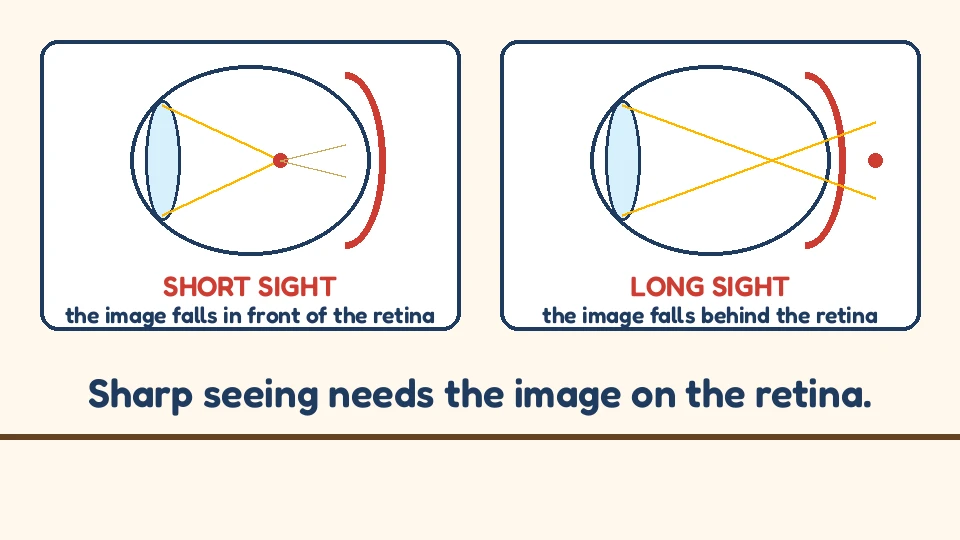 SHORT SIGHT
the image falls in front of the retina
LONG SIGHT
the image falls behind the retina
Sharp seeing needs the image on the retina.